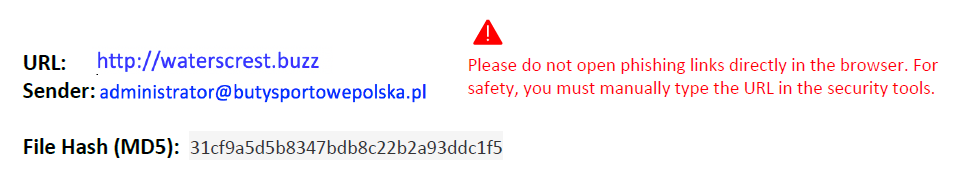 URL: http://waterscrest.buzz
Sender: administrator@butysportowepolska.pl
Please do not open phishing links directly in the browser. For
safety, you must manually type the URL in the security tools.
File Hash (MD5): 31cf9a5d5b8347bdb8c22b2a93ddc1f5